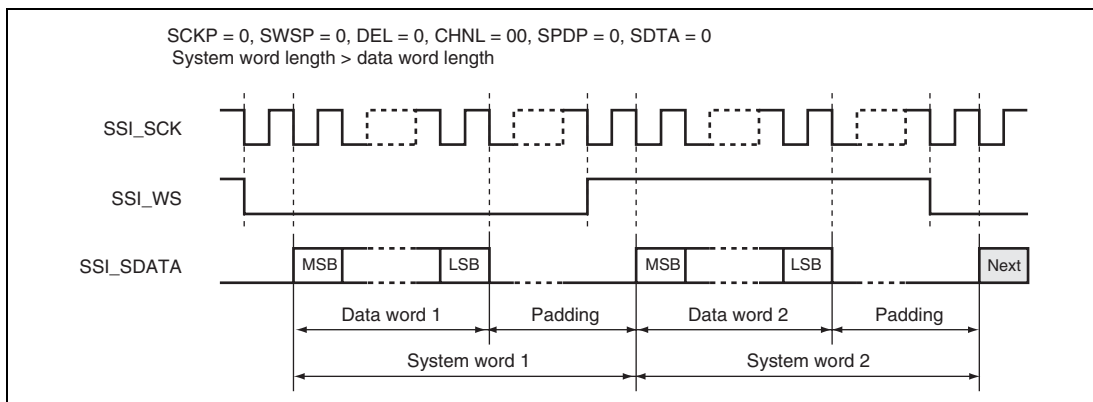 SCKP = 0, SWSP = 0, DEL = 0, CHNL = 00, SPDP = 0, SDTA = 0
System word length > data word length
SSI_SCK
SSI_WS
SSI_SDATA
MSB
LSB
MSB
LSB
Next
Data word 1
Padding
Data word 2
Padding
System word 1
System word 2